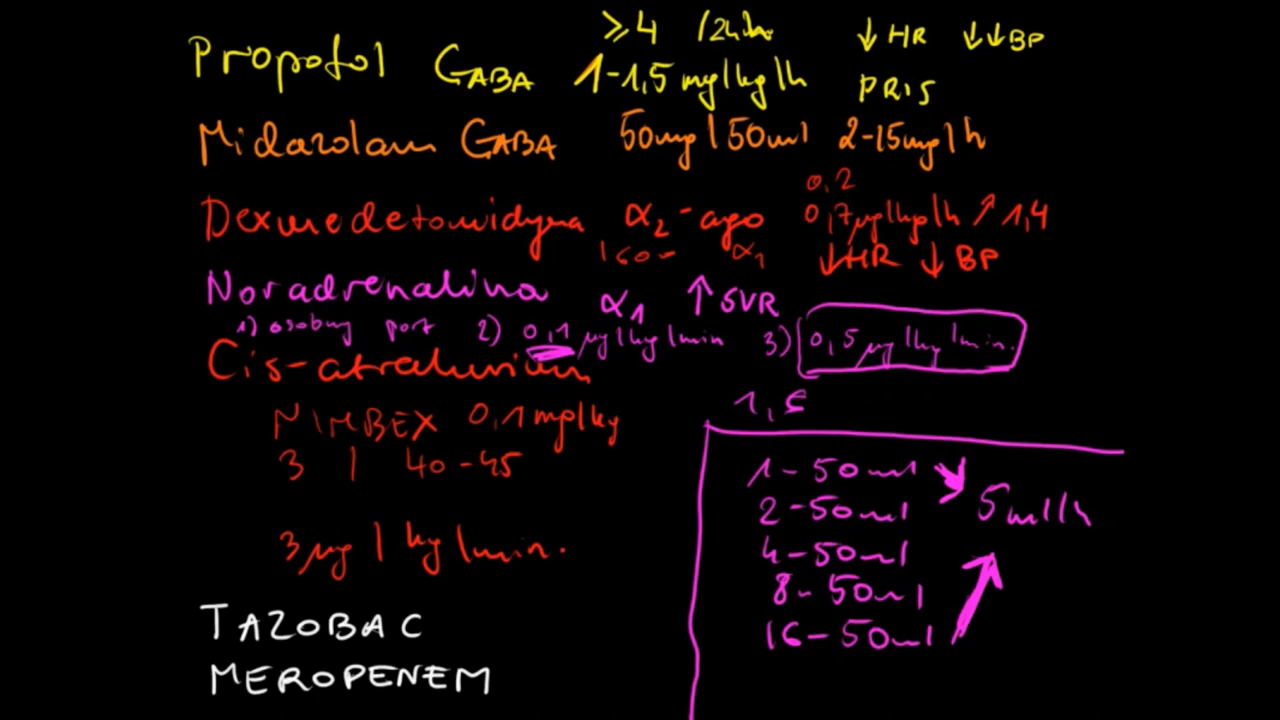 ≥4 /24h ↓HR ↓↓BP
Propofol GABA 1-1,5 mg/kg/h PRIS
Midazolam GABA 50mg/50ml 2-15mg/h
0,2
Dexmedetomidyna α2-ago 0,7µg/kg/h ↗ 1,4
α1 ↓HR ↓BP
Noradrenalina α1 ↑SVR
1) osobny port 2) 0,1 µg/kg/min 3) 0,5 µg/kg/min.
Cis-atrakurium
1,5
NIMBEX 0,1mg/kg
3 | 40-45
1-50ml
2-50ml 5ml/h
3µg/kg/min. 4-50ml
8-50ml
16-50ml
TAZOBAC
MEROPENEM